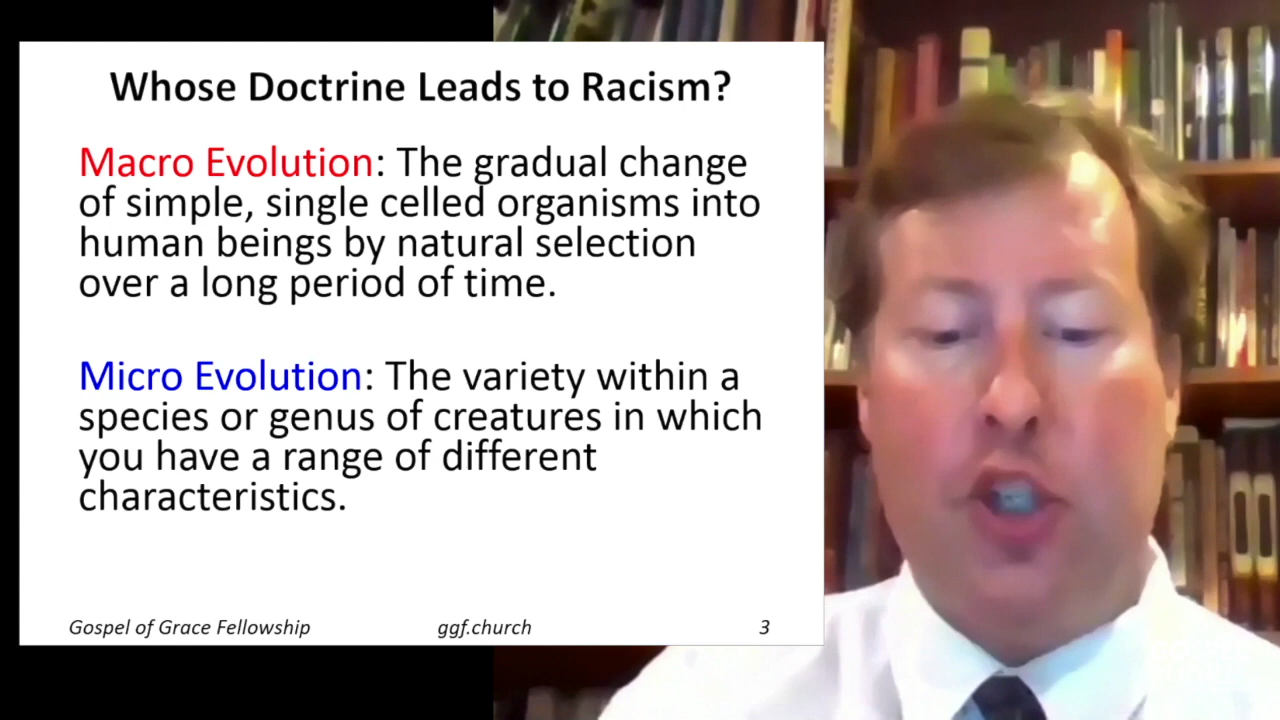 Whose Doctrine Leads to Racism?
Macro Evolution: The gradual change
of simple, single celled organisms into
human beings by natural selection
over a long period of time.
Micro Evolution: The variety within a
species or genus of creatures in which
you have a range of different
characteristics.
Gospel of Grace Fellowship ggf.church 3